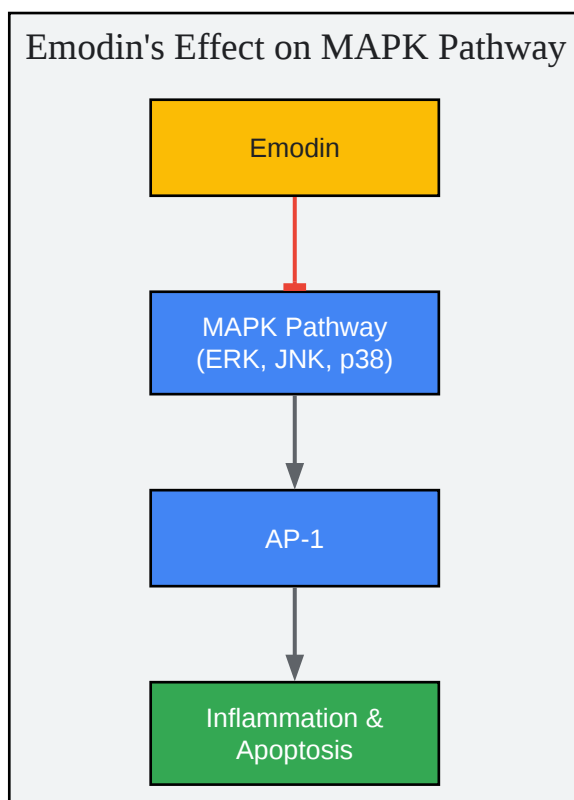 Emodin's Effect on MAPK Pathway
Emodin
MAPK Pathway
(ERK, JNK, p38)
AP-1
Inflammation &
Apoptosis